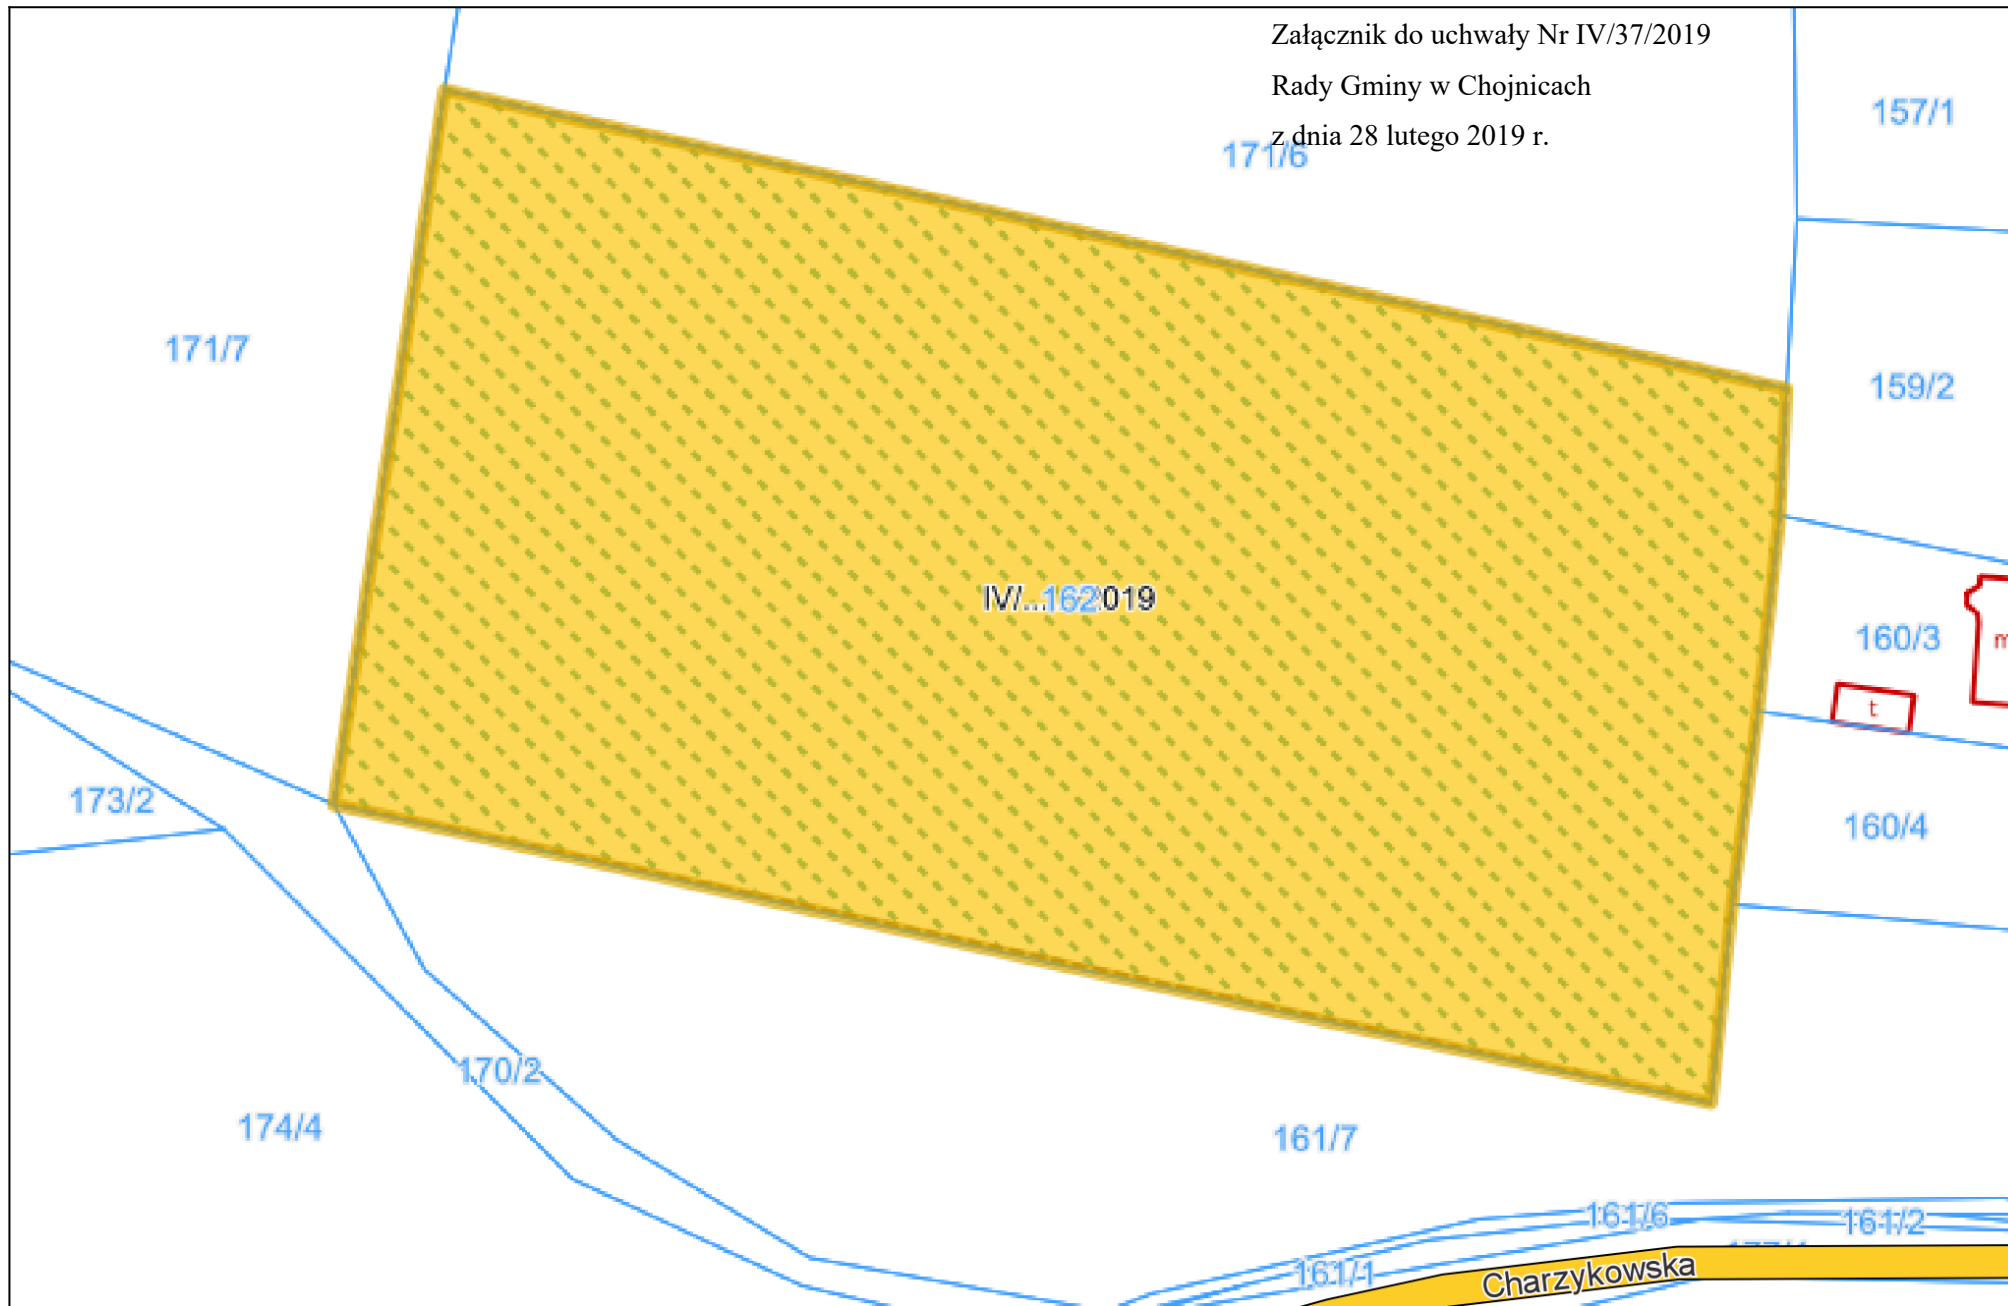 Załącznik do uchwały Nr IV/37/2019
Rady Gminy w Chojnicach
z dnia 28 lutego 2019 r.
157/1
171/6
171/7
159/2
IV/... 162 019
160/3
m
t
173/2
160/4
170/2
174/4
161/7
161/6
161/2
161/1
Charzykowska